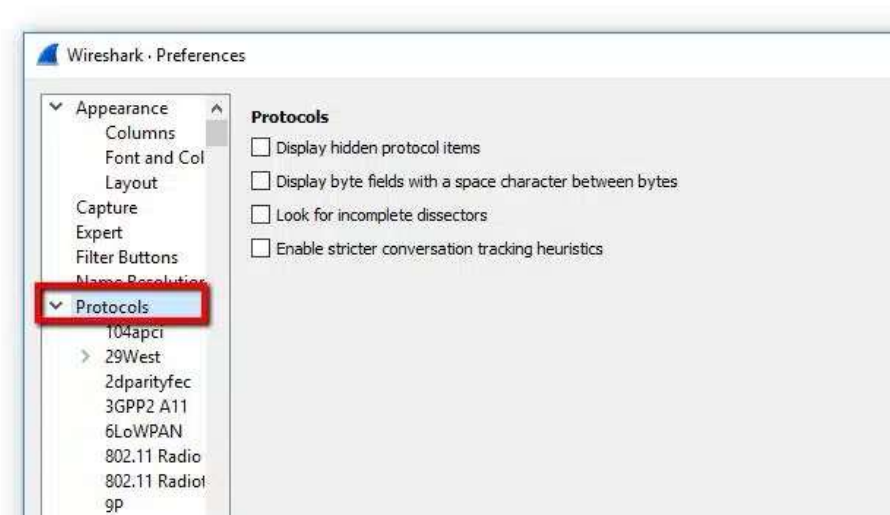 Wireshark · Preferences
Appearance
Columns
Font and Col
Layout
Capture
Expert
Filter Buttons
Name Resolution
Protocols
104apci
29West
2dparityfec
3GPP2 A11
6LoWPAN
802.11 Radio
802.11 Radiot
9P
Protocols
Display hidden protocol items
Display byte fields with a space character between bytes
Look for incomplete dissectors
Enable stricter conversation tracking heuristics